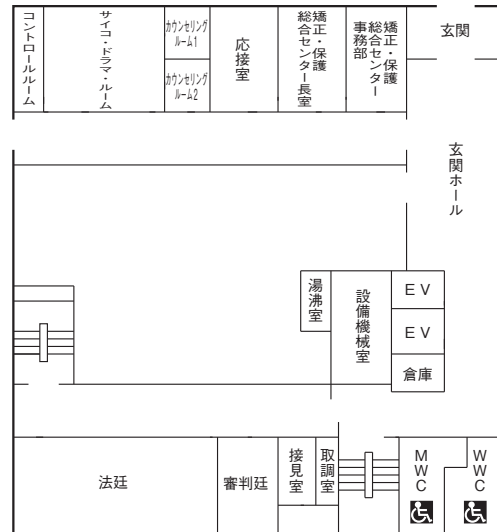 コントロールルーム
サイコ・ドラマ・ルーム
カウンセリング
ルーム1
カウンセリング
ルーム2
応接室
矯正・保護
総合センター長室
矯正・保護
総合センター
事務部
玄関
玄関ホール
湯沸室
設備機械室
EV
EV
倉庫
法廷
審判廷
接見室
取調室
MWC
WWC